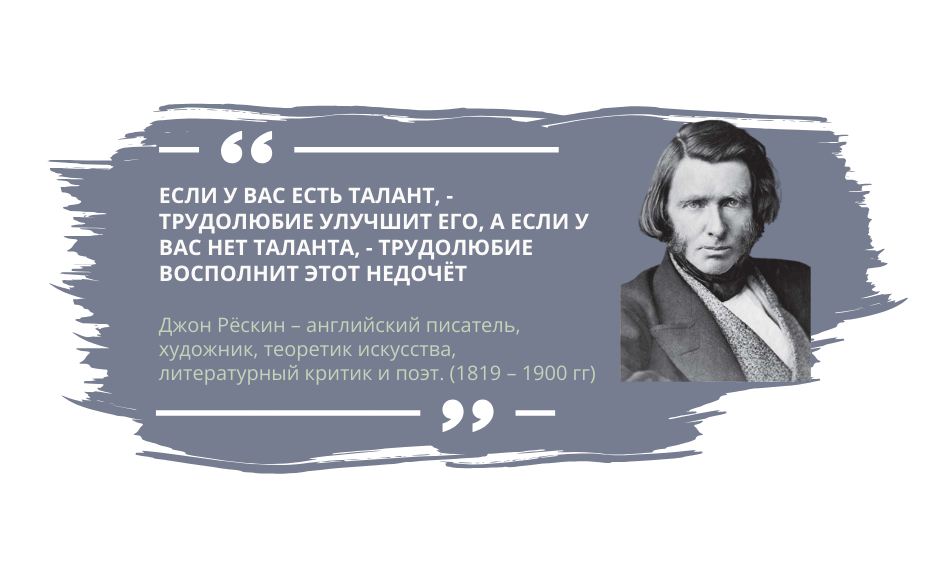 ЕСЛИ У ВАС ЕСТЬ ТАЛАНТ, -
ТРУДОЛЮБИЕ УЛУЧШИТ ЕГО, А ЕСЛИ У
ВАС НЕТ ТАЛАНТА, - ТРУДОЛЮБИЕ
ВОСПОЛНИТ ЭТОТ НЕДОЧЁТ
Джон Рёскин – английский писатель,
художник, теоретик искусства,
литературный критик и поэт. (1819 – 1900 гг)